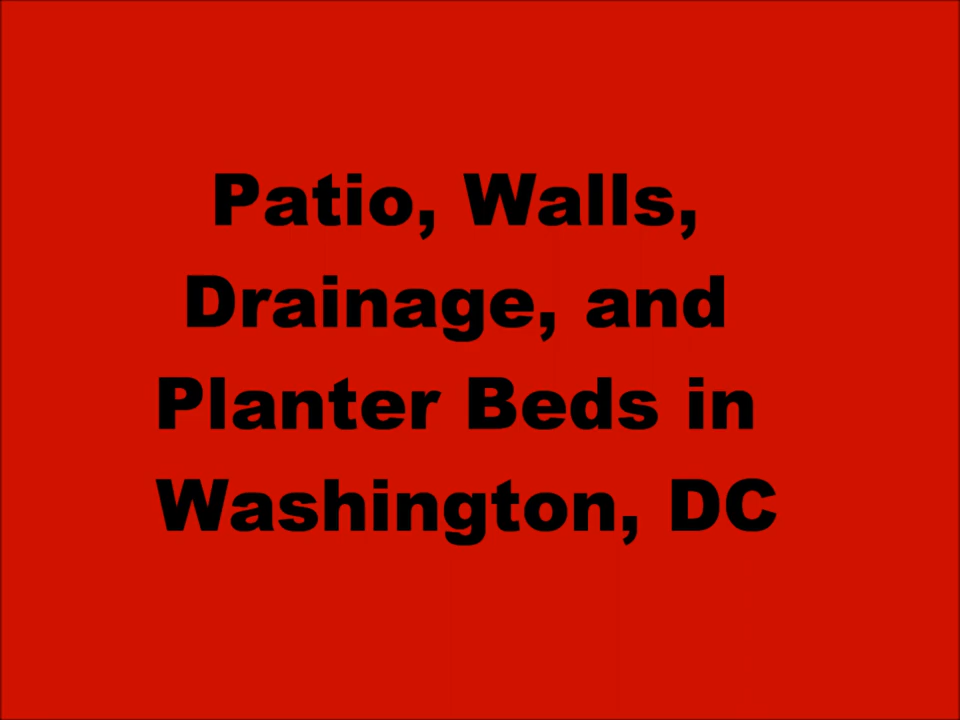 Patio, Walls,
Drainage, and
Planter Beds in
Washington, DC